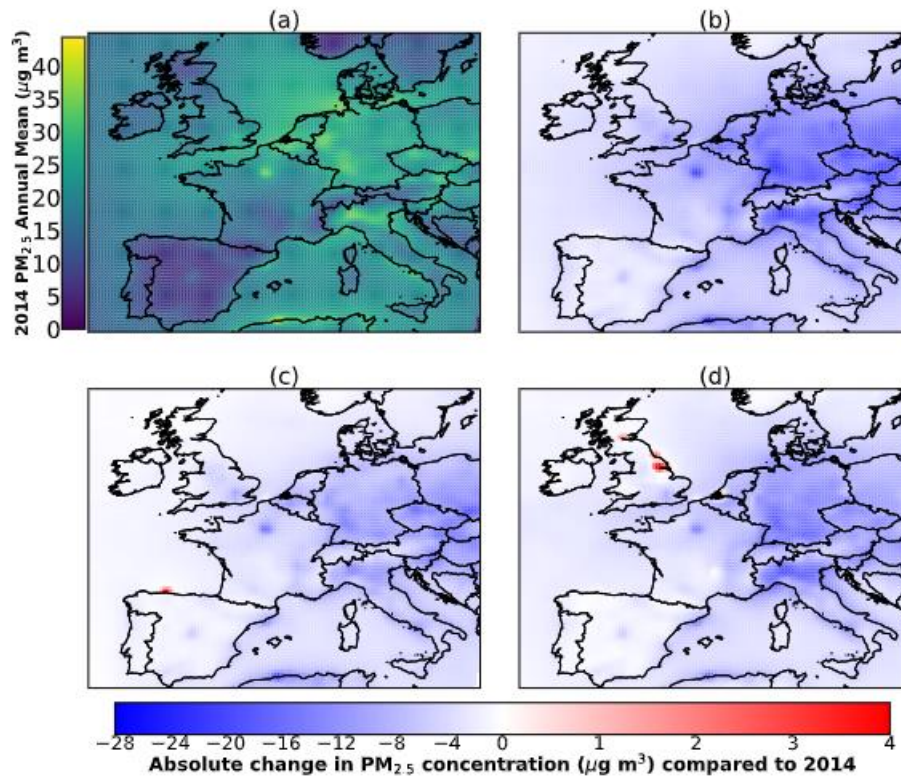 (a)
(b)
2014 PM2.5 Annual Mean (μg m³)
40
35
30
25
20
15
10
5
0
(c)
(d)
−28 −24 −20 −16 −12 −8 −4 0 1 2 3 4
Absolute change in PM2.5 concentration (μg m³) compared to 2014